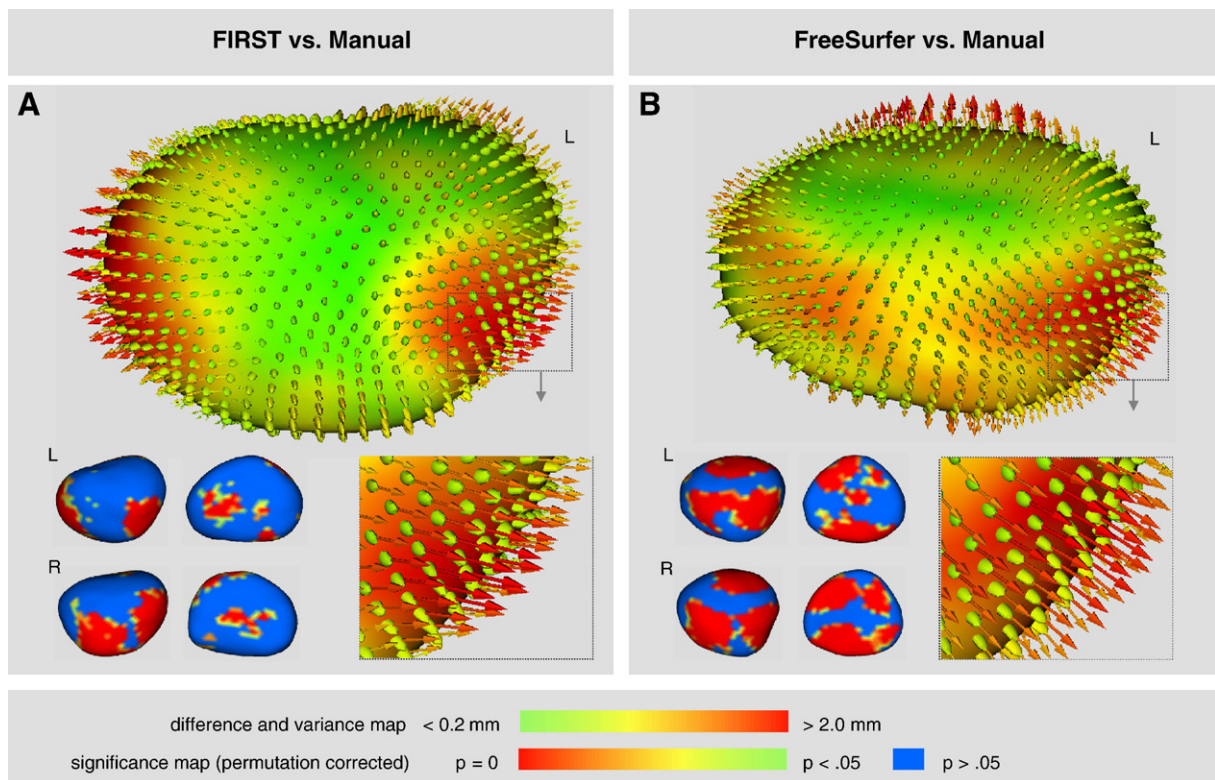 FIRST vs. Manual
FreeSurfer vs. Manual
A
L
L
R
B
L
L
R
difference and variance map < 0.2 mm > 2.0 mm
significance map (permutation corrected) p = 0 p < .05 p > .05